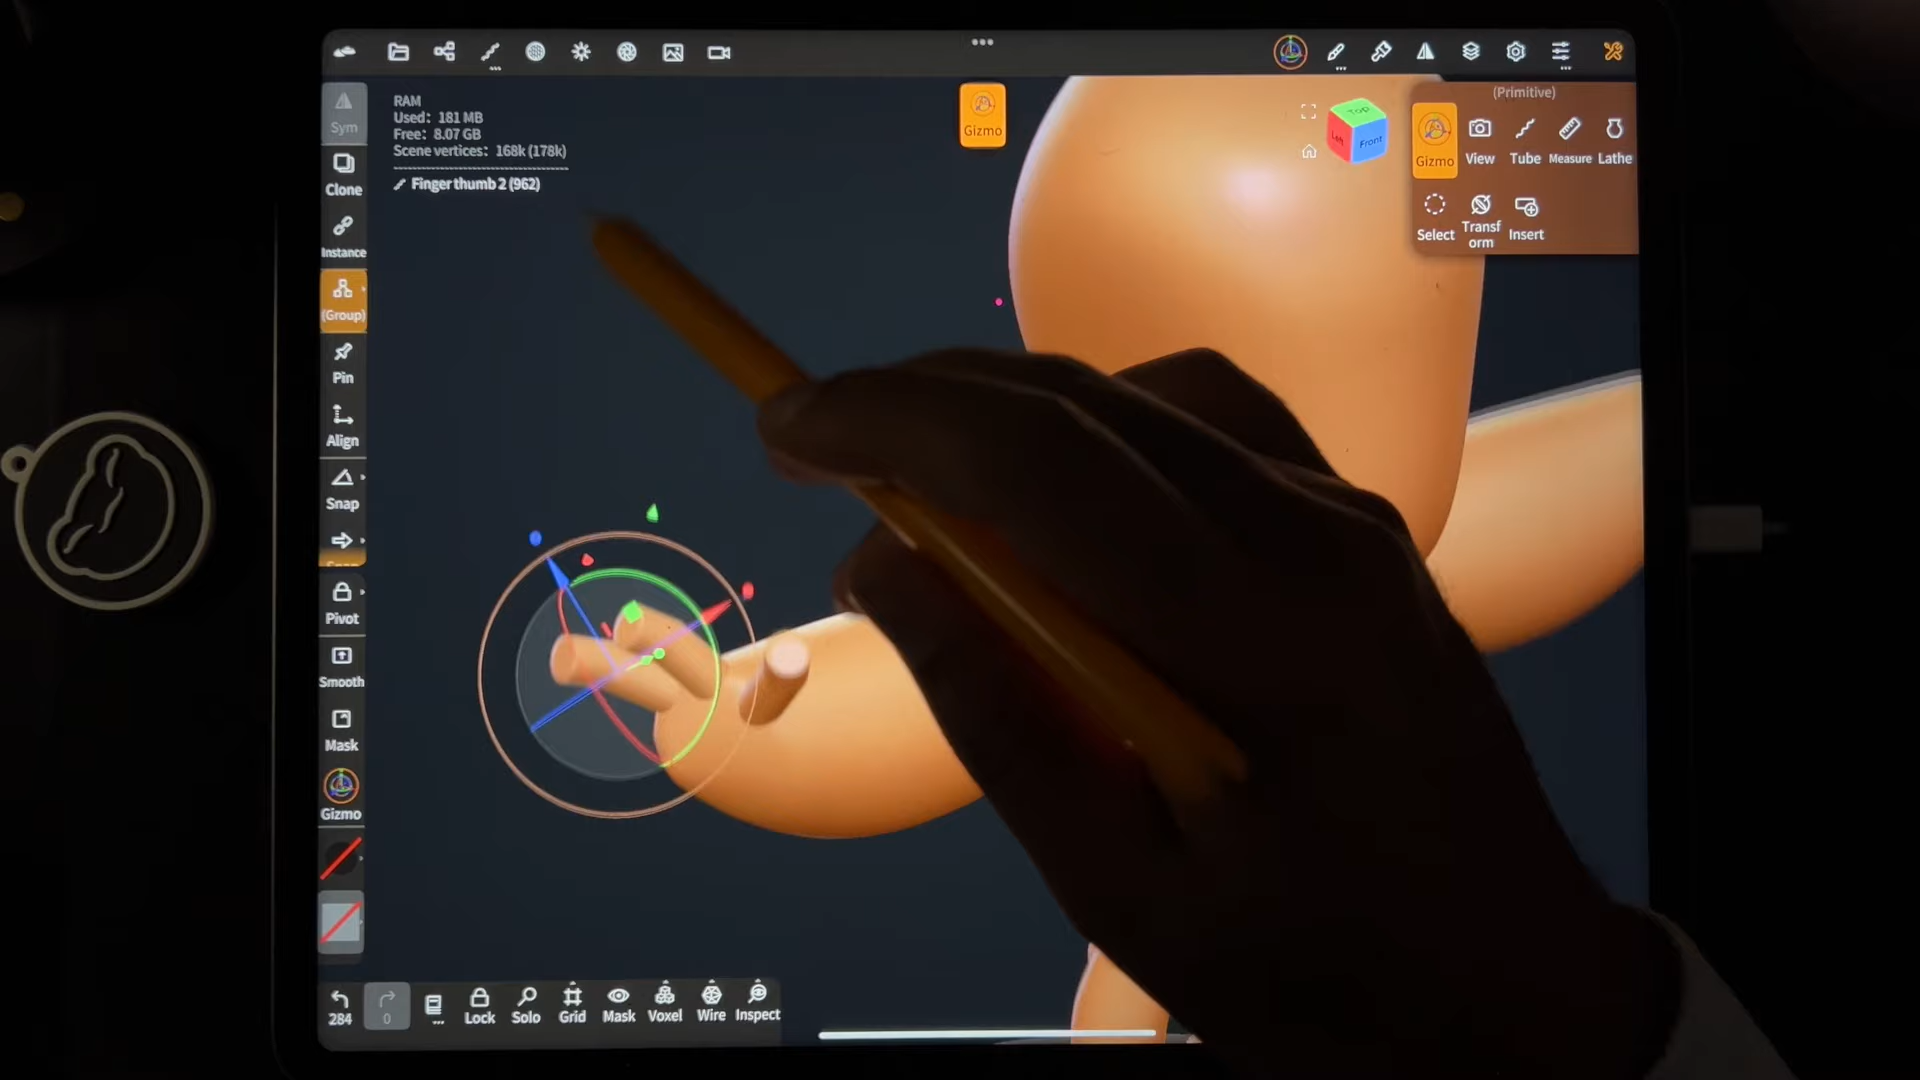 Sym
Clone
Instance
(Group)
Pin
Align
Snap
Pivot
Smooth
Mask
Gizmo
RAM
Used: 181 MB
Free: 8.07 GB
Scene vertices: 168k (178k)
Finger thumb 2 (962)
Gizmo
Top
Left
Front
(Primitive)
Gizmo View Tube Measure Lathe
Select Transf
orm Insert
284 0 Lock Solo Grid Mask Voxel Wire Inspect